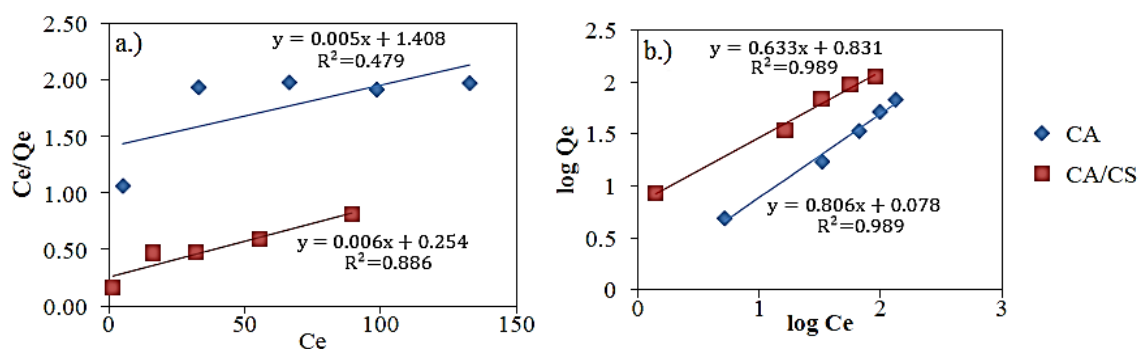 a.)
y = 0.005x + 1.408
R²=0.479
2.50
2.00
1.50
1.00
0.50
0.00
Ce/Qe
y = 0.006x + 0.254
R²=0.886
0
50
100
150
Ce
b.)
y = 0.633x + 0.831
R²=0.989
2.5
2
1.5
1
0.5
0
log Qe
y = 0.806x + 0.078
R²=0.989
0
1
2
3
log Ce
CA
CA/CS